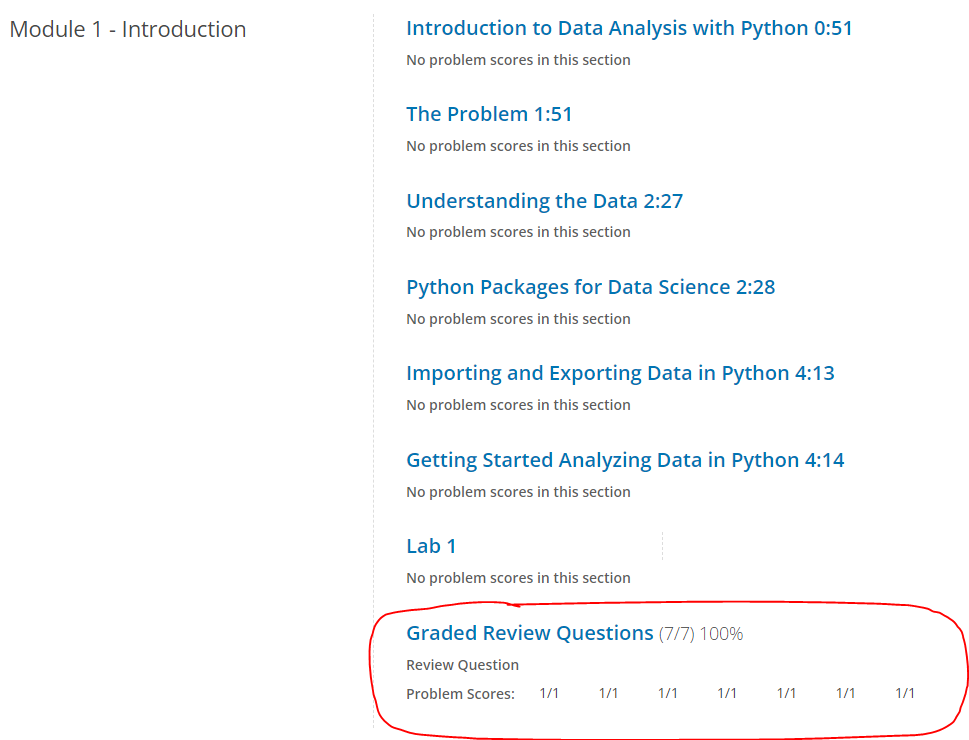 Module 1 - Introduction
Introduction to Data Analysis with Python 0:51
No problem scores in this section
The Problem 1:51
No problem scores in this section
Understanding the Data 2:27
No problem scores in this section
Python Packages for Data Science 2:28
No problem scores in this section
Importing and Exporting Data in Python 4:13
No problem scores in this section
Getting Started Analyzing Data in Python 4:14
No problem scores in this section
Lab 1
No problem scores in this section
Graded Review Questions (7/7) 100%
Review Question
Problem Scores: 1/1 1/1 1/1 1/1 1/1 1/1 1/1